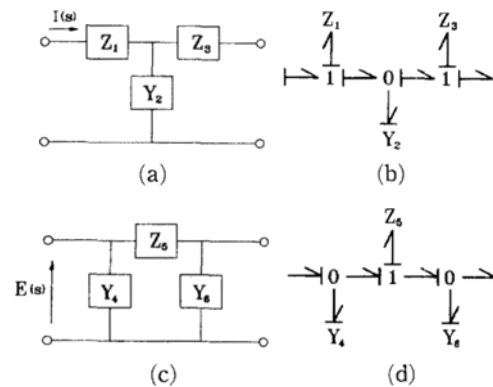 I(s)
Z₁ Z₃
Y₂
(a)
Z₁ Z₃
1 0 1
Y₂
(b)
Z₅
E(s) Y₄ Y₆
(c)
Z₅
0 1 0
Y₄ Y₆
(d)